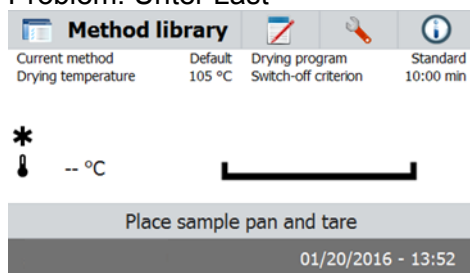 Problem: Unter Last
Method library
Current method Default Drying program Standard
Drying temperature 105 °C Switch-off criterion 10:00 min
-- °C
Place sample pan and tare
01/20/2016 - 13:52